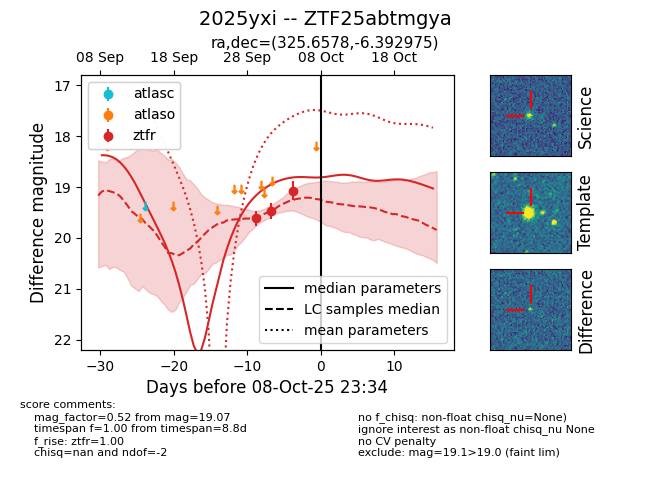 2025yxi -- ZTF25abtmgya
ra,dec=(325.6578,-6.392975)
08 Sep 18 Sep 28 Sep 08 Oct 18 Oct
17
18
19
20
21
22
Difference magnitude
atlasc
atlaso
ztfr
median parameters
LC samples median
mean parameters
−30 −20 −10 0 10
Days before 08-Oct-25 23:34
Science
Template
Difference
score comments:
mag_factor=0.52 from mag=19.07
timespan f=1.00 from timespan=8.8d
f_rise: ztfr=1.00
chisq=nan and ndof=-2
no f_chisq: non-float chisq_nu=None)
ignore interest as non-float chisq_nu None
no CV penalty
exclude: mag=19.1>19.0 (faint lim)